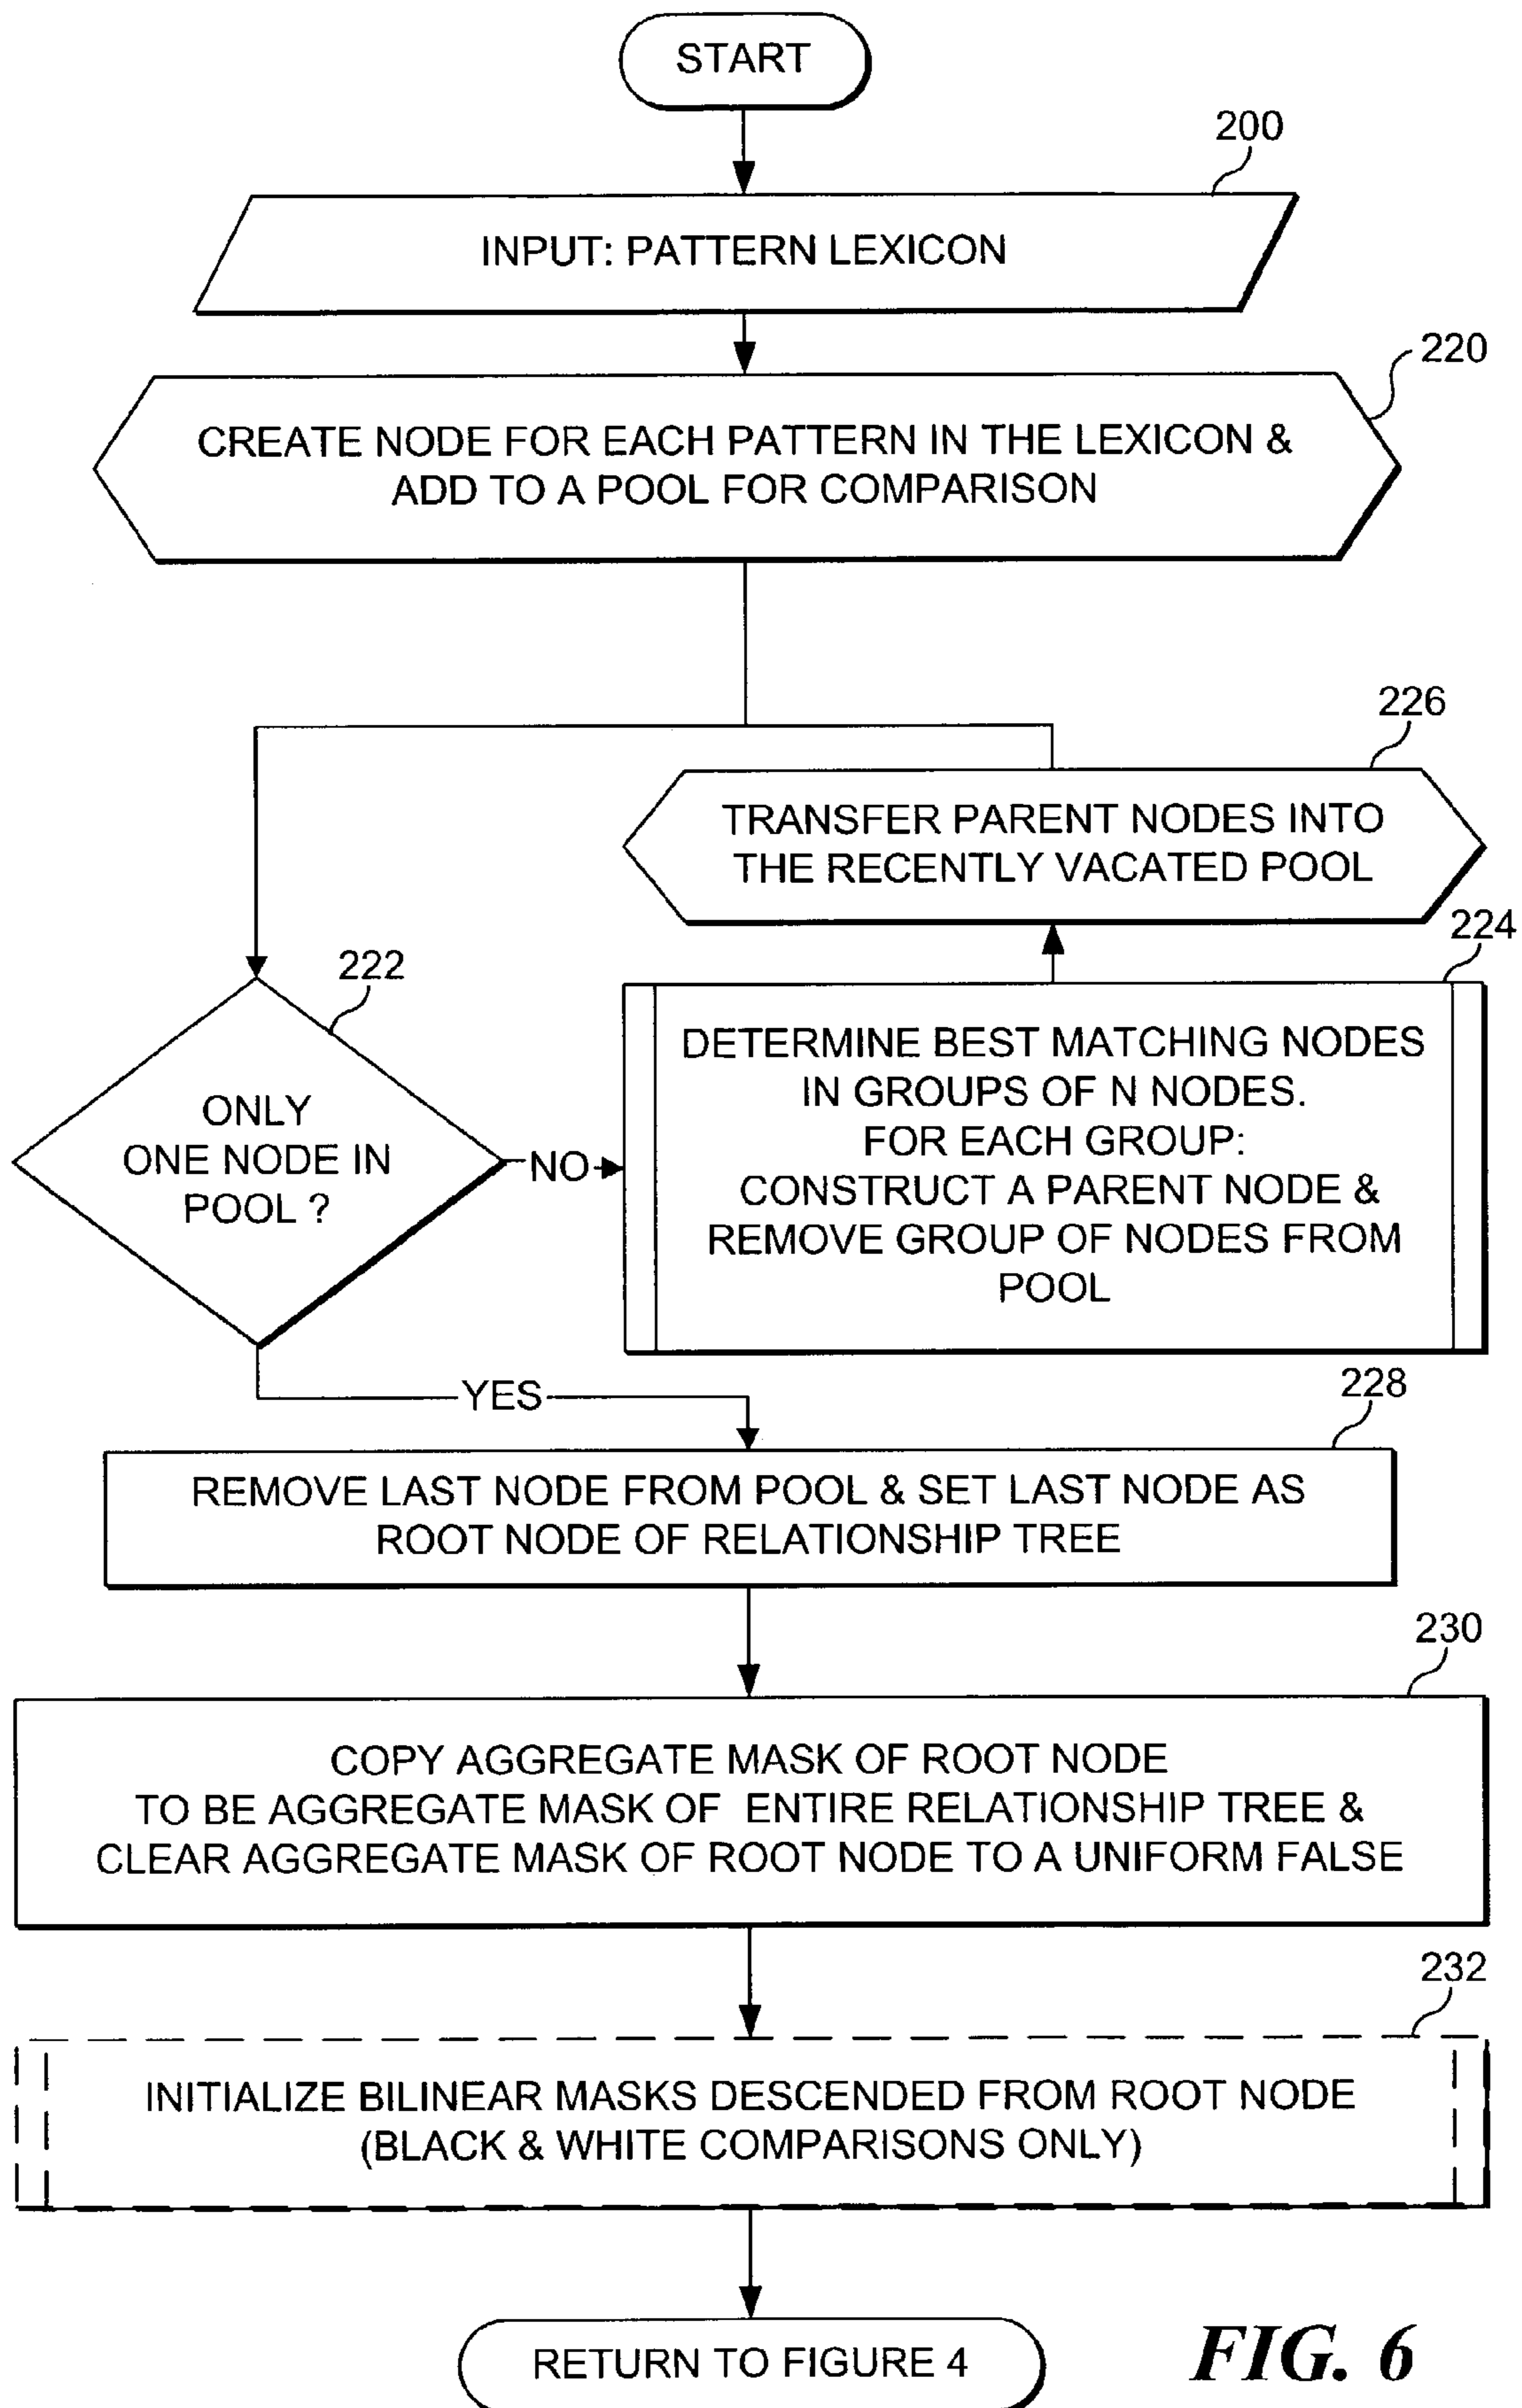 START
200
INPUT: PATTERN LEXICON
220
CREATE NODE FOR EACH PATTERN IN THE LEXICON &
ADD TO A POOL FOR COMPARISON
226
TRANSFER PARENT NODES INTO
THE RECENTLY VACATED POOL
224
222
ONLY
ONE NODE IN
POOL ?
NO
DETERMINE BEST MATCHING NODES
IN GROUPS OF N NODES.
FOR EACH GROUP:
CONSTRUCT A PARENT NODE &
REMOVE GROUP OF NODES FROM
POOL
YES
228
REMOVE LAST NODE FROM POOL & SET LAST NODE AS
ROOT NODE OF RELATIONSHIP TREE
230
COPY AGGREGATE MASK OF ROOT NODE
TO BE AGGREGATE MASK OF ENTIRE RELATIONSHIP TREE &
CLEAR AGGREGATE MASK OF ROOT NODE TO A UNIFORM FALSE
232
INITIALIZE BILINEAR MASKS DESCENDED FROM ROOT NODE
(BLACK & WHITE COMPARISONS ONLY)
RETURN TO FIGURE 4
FIG. 6